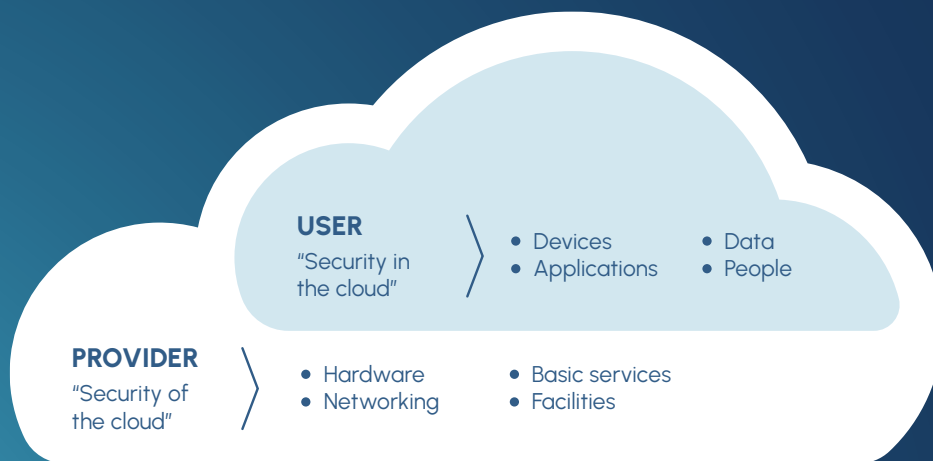 USER
“Security in
the cloud”
• Devices
• Applications
• Data
• People
PROVIDER
“Security of
the cloud”
• Hardware
• Networking
• Basic services
• Facilities